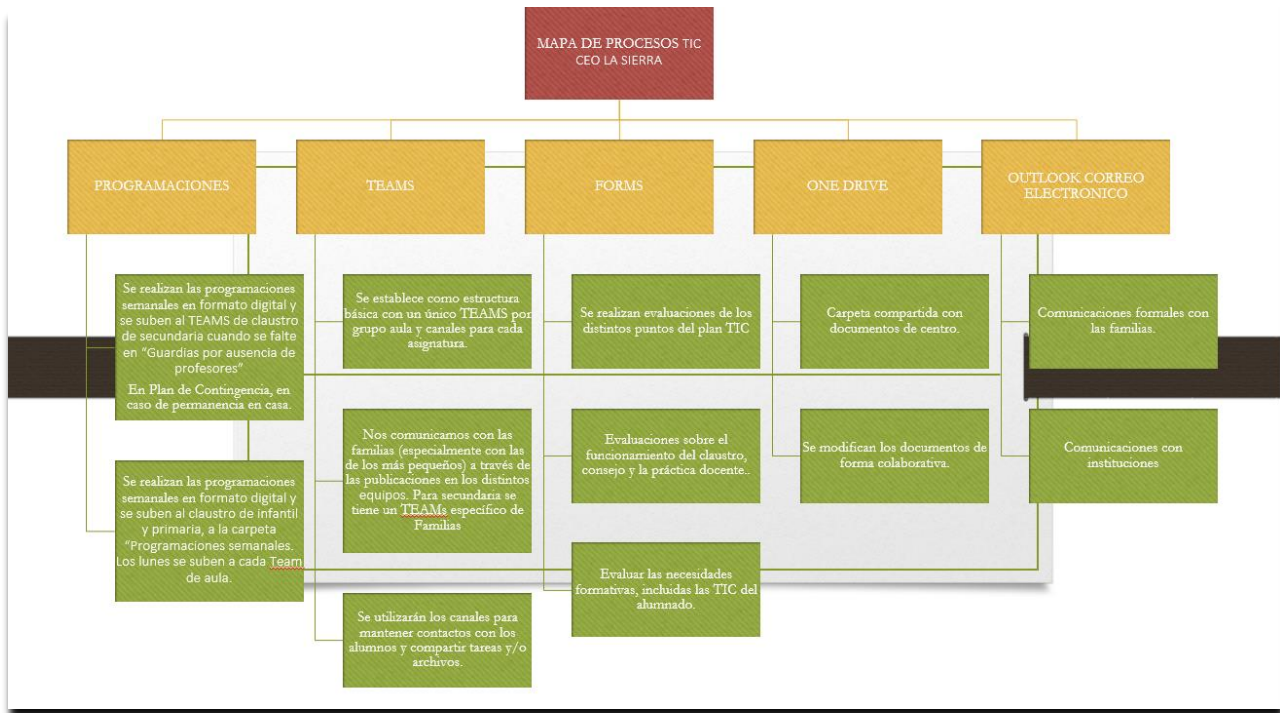 MAPA DE PROCESOS TIC
CEO LA SIERRA
PROGRAMACIONES
TEAMS
FORMS
ONE DRIVE
OUTLOOK CORREO
ELECTRONICO
Se realizan las programaciones
semanales en formato digital y
se suben al TEAMS de claustro
de secundaria cuando se falte
en "Guardias por ausencia de
profesores"
En Plan de Contingencia, en
caso de permanencia en casa.
Se realizan las programaciones
semanales en formato digital y
se suben al claustro de infantil
y primaria, a la carpeta
"Programaciones semanales.
Los lunes se suben a cada Team
de aula.
Se establece como estructura
básica con un único TEAMS por
grupo aula y canales para cada
asignatura.
Nos comunicamos con las
familias (especialmente con las
de los más pequeños) a través de
las publicaciones en los distintos
equipos. Para secundaria se
tiene un TEAMs específico de
Familias
Se utilizarán los canales para
mantener contactos con los
alumnos y compartir tareas y/o
archivos.
Se realizan evaluaciones de los
distintos puntos del plan TIC
Evaluaciones sobre el
funcionamiento del claustro,
consejo y la práctica docente..
Evaluar las necesidades
formativas, incluidas las TIC del
alumnado.
Carpeta compartida con
documentos de centro.
Se modifican los documentos de
forma colaborativa.
Comunicaciones formales con
las familias.
Comunicaciones con
instituciones